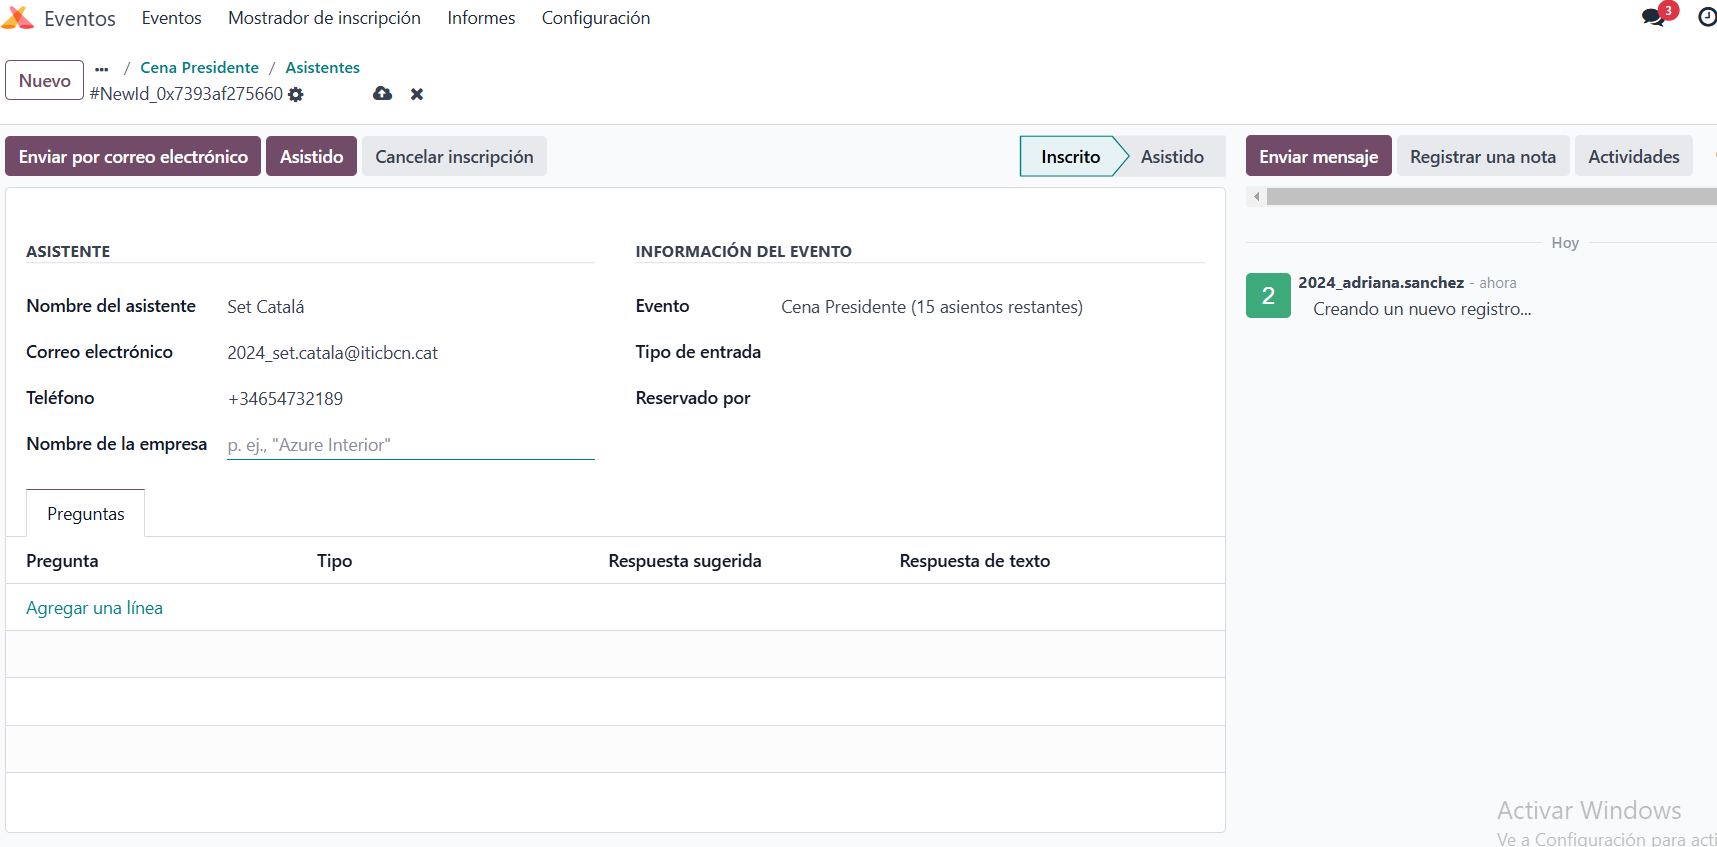 Eventos Eventos Mostrador de inscripción Informes Configuración 3
Nuevo ... / Cena Presidente / Asistentes
#NewId_0x7393af275660
Enviar por correo electrónico Asistido Cancelar inscripción Inscrito Asistido Enviar mensaje Registrar una nota Actividades
Hoy
ASISTENTE INFORMACIÓN DEL EVENTO
2 2024_adriana.sanchez - ahora
Creando un nuevo registro...
Nombre del asistente Set Catalá Evento Cena Presidente (15 asientos restantes)
Correo electrónico 2024_set.catala@iticbcn.cat Tipo de entrada
Teléfono +34654732189 Reservado por
Nombre de la empresa p. ej., "Azure Interior"
Preguntas
Pregunta Tipo Respuesta sugerida Respuesta de texto
Agregar una línea
Activar Windows
Ve a Configuración para acti